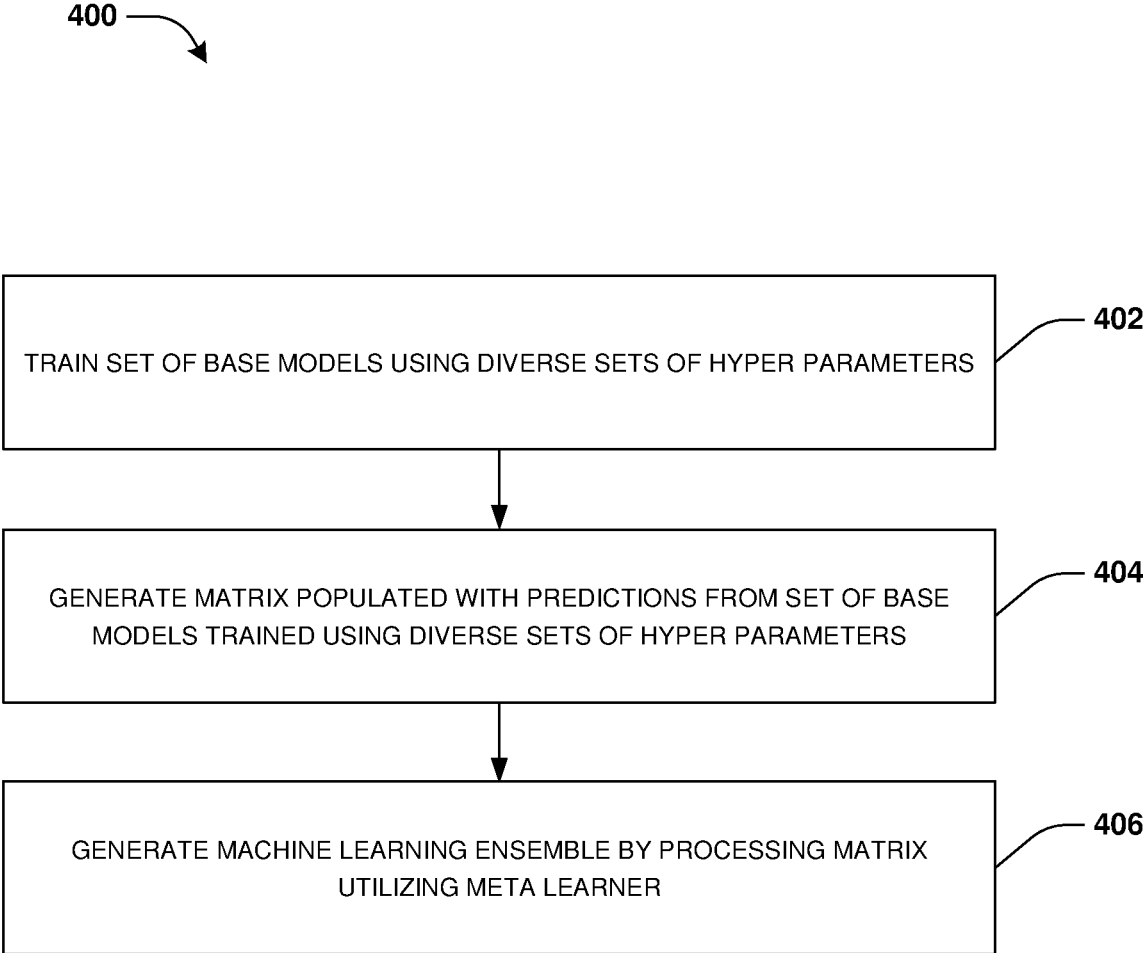 400
402
TRAIN SET OF BASE MODELS USING DIVERSE SETS OF HYPER PARAMETERS
404
GENERATE MATRIX POPULATED WITH PREDICTIONS FROM SET OF BASE
MODELS TRAINED USING DIVERSE SETS OF HYPER PARAMETERS
406
GENERATE MACHINE LEARNING ENSEMBLE BY PROCESSING MATRIX
UTILIZING META LEARNER